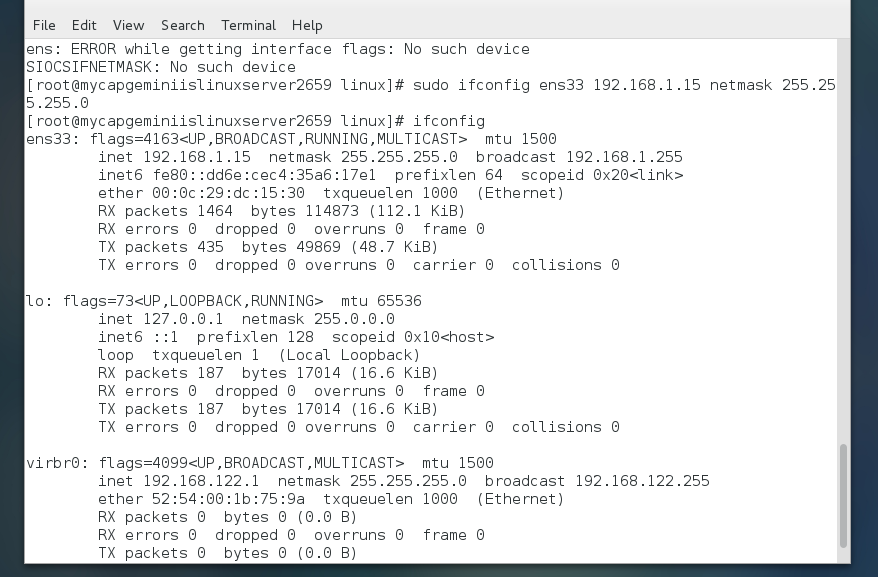 File Edit View Search Terminal Help
ens: ERROR while getting interface flags: No such device
SIOCSIFNETMASK: No such device
[root@mycapgeminiislinuxserver2659 linux]# sudo ifconfig ens33 192.168.1.15 netmask 255.25
5.255.0
[root@mycapgeminiislinuxserver2659 linux]# ifconfig
ens33: flags=4163<UP,BROADCAST,RUNNING,MULTICAST>  mtu 1500
        inet 192.168.1.15  netmask 255.255.255.0  broadcast 192.168.1.255
        inet6 fe80::dd6e:cec4:35a6:17e1  prefixlen 64  scopeid 0x20<link>
        ether 00:0c:29:dc:15:30  txqueuelen 1000  (Ethernet)
        RX packets 1464  bytes 114873 (112.1 KiB)
        RX errors 0  dropped 0  overruns 0  frame 0
        TX packets 435  bytes 49869 (48.7 KiB)
        TX errors 0  dropped 0 overruns 0  carrier 0  collisions 0

lo: flags=73<UP,LOOPBACK,RUNNING>  mtu 65536
        inet 127.0.0.1  netmask 255.0.0.0
        inet6 ::1  prefixlen 128  scopeid 0x10<host>
        loop  txqueuelen 1  (Local Loopback)
        RX packets 187  bytes 17014 (16.6 KiB)
        RX errors 0  dropped 0  overruns 0  frame 0
        TX packets 187  bytes 17014 (16.6 KiB)
        TX errors 0  dropped 0 overruns 0  carrier 0  collisions 0

virbr0: flags=4099<UP,BROADCAST,MULTICAST>  mtu 1500
        inet 192.168.122.1  netmask 255.255.255.0  broadcast 192.168.122.255
        ether 52:54:00:1b:75:9a  txqueuelen 1000  (Ethernet)
        RX packets 0  bytes 0 (0.0 B)
        RX errors 0  dropped 0  overruns 0  frame 0
        TX packets 0  bytes 0 (0.0 B)